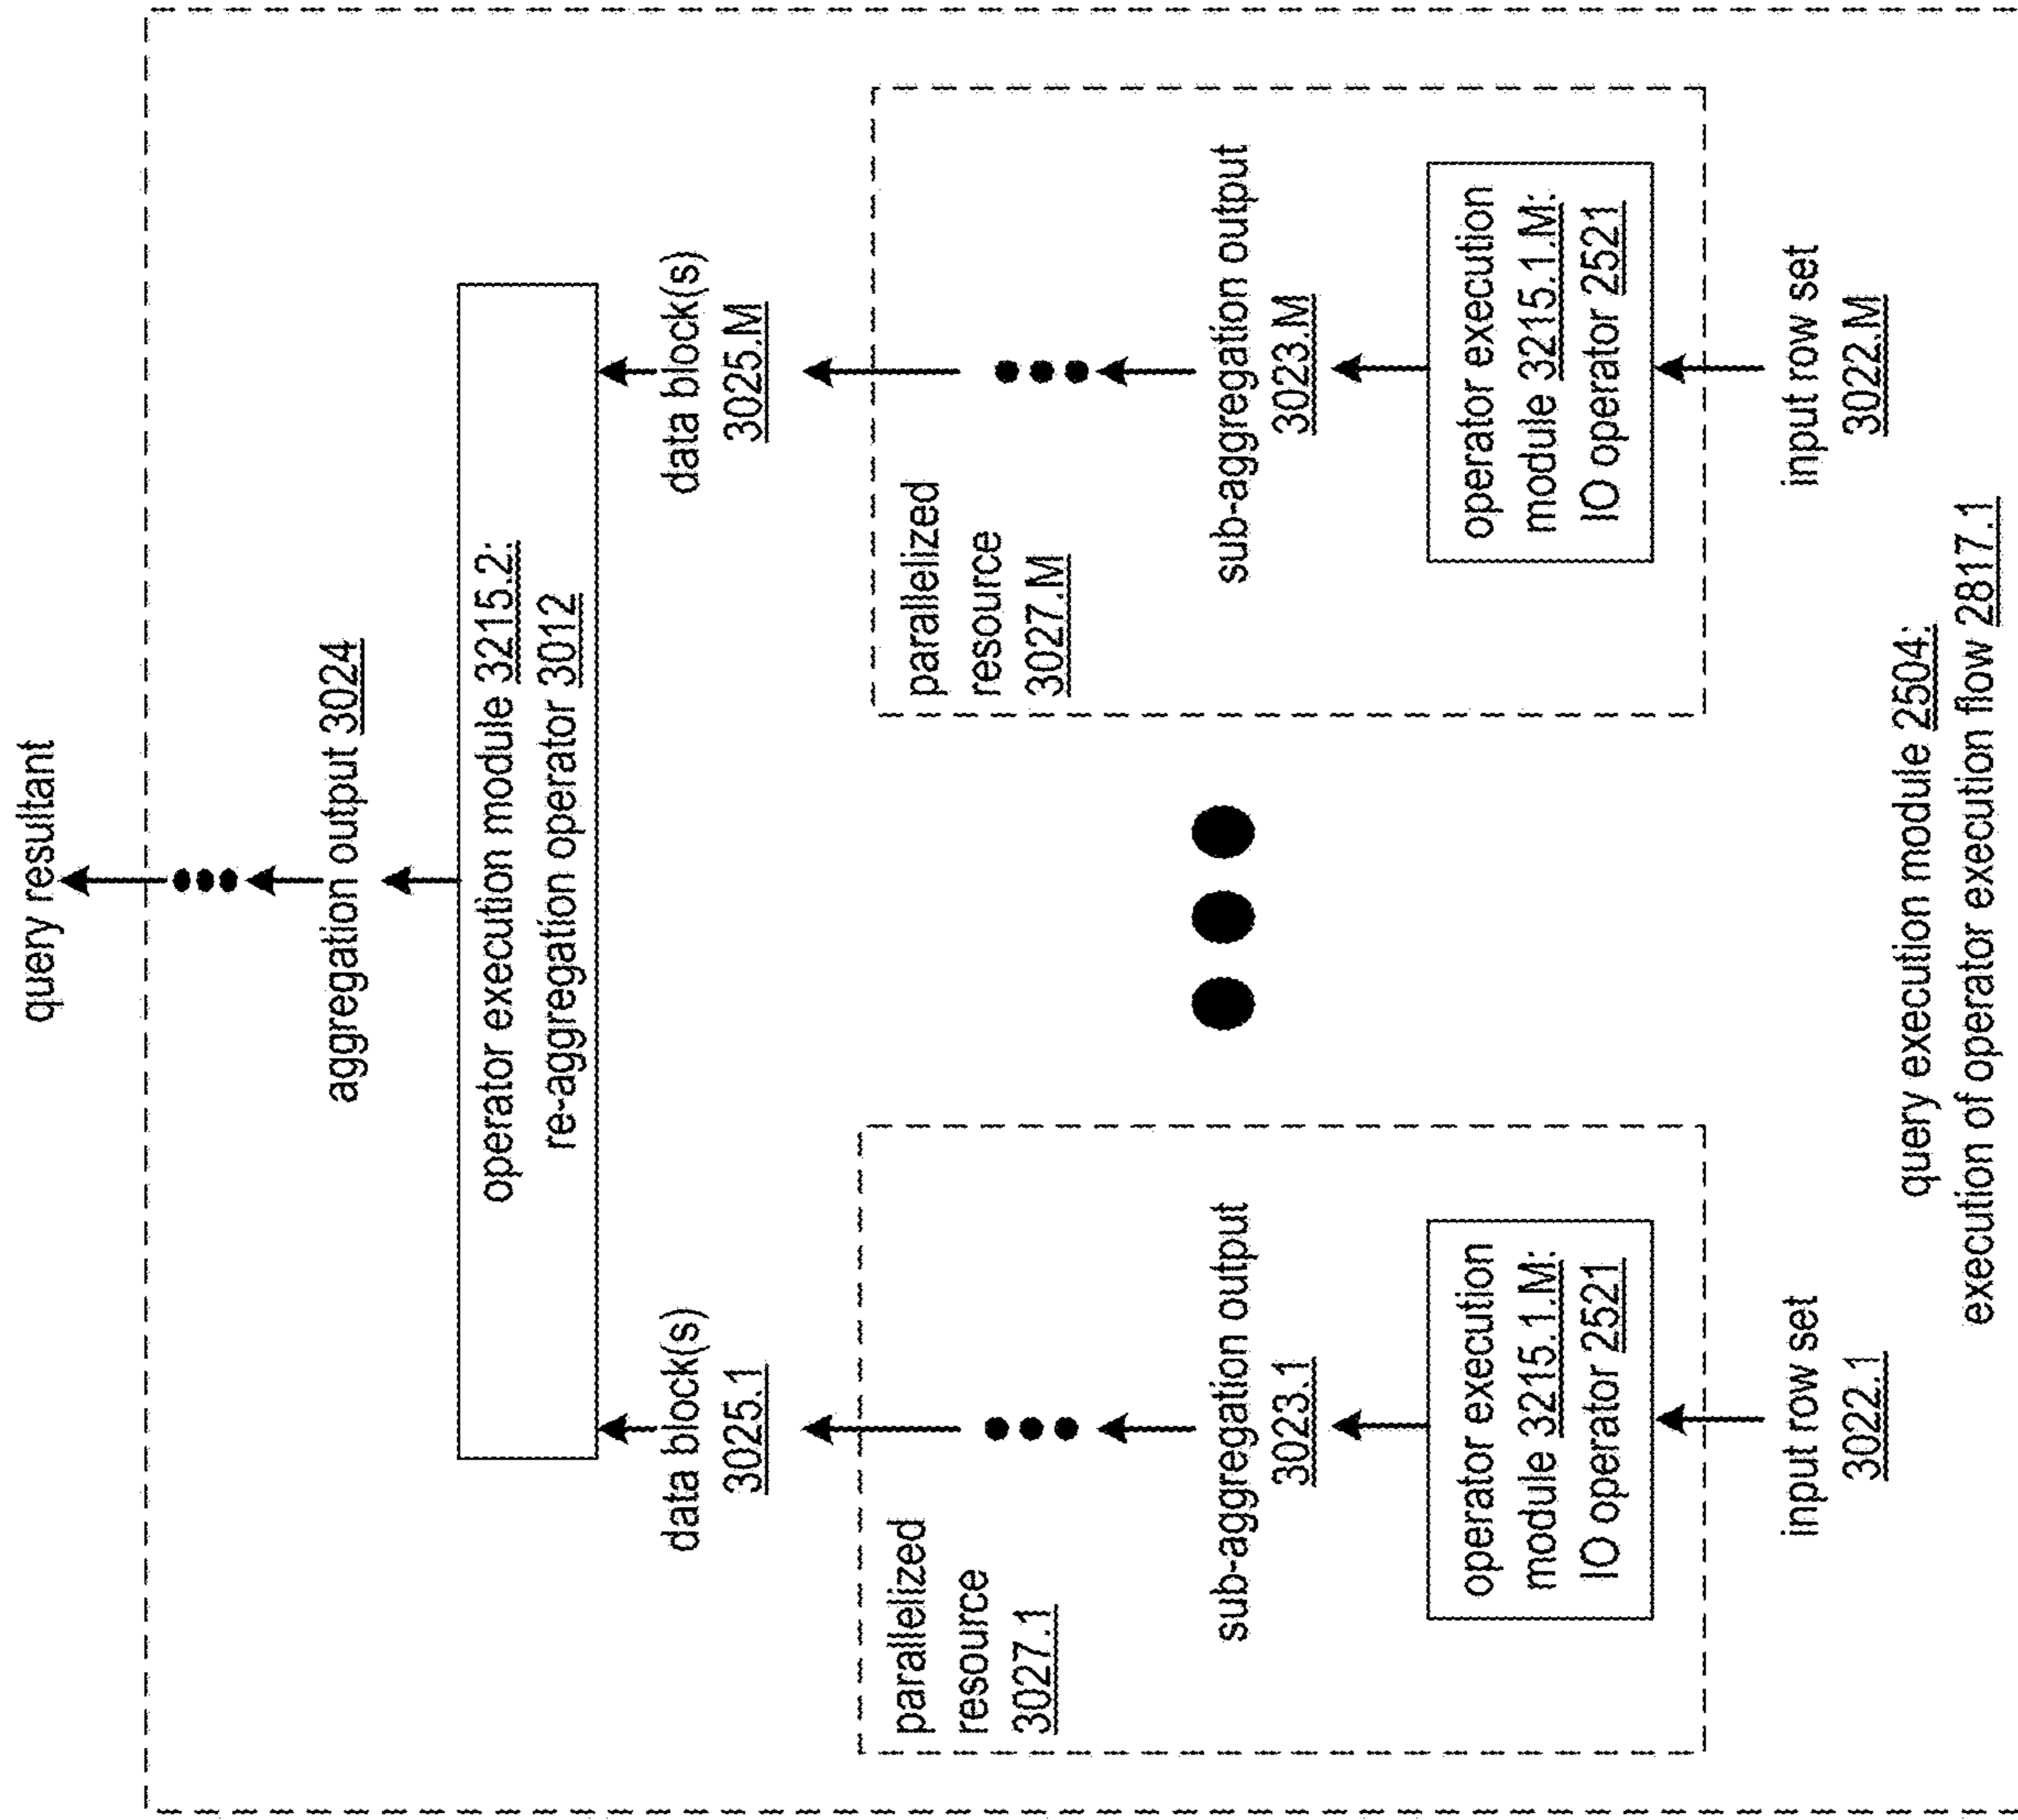 query resultant
aggregation output 3024
operator execution module 3215.2:
re-aggregation operator 3012
data block(s)
3025.1
data block(s)
3025.M
parallelized
resource
3027.1
sub-aggregation output
3023.1
operator execution
module 3215.1.M:
IO operator 2521
input row set
3022.1
parallelized
resource
3027.M
sub-aggregation output
3023.M
operator execution
module 3215.1.M:
IO operator 2521
input row set
3022.M
query execution module 2504:
execution of operator execution flow 2817.1